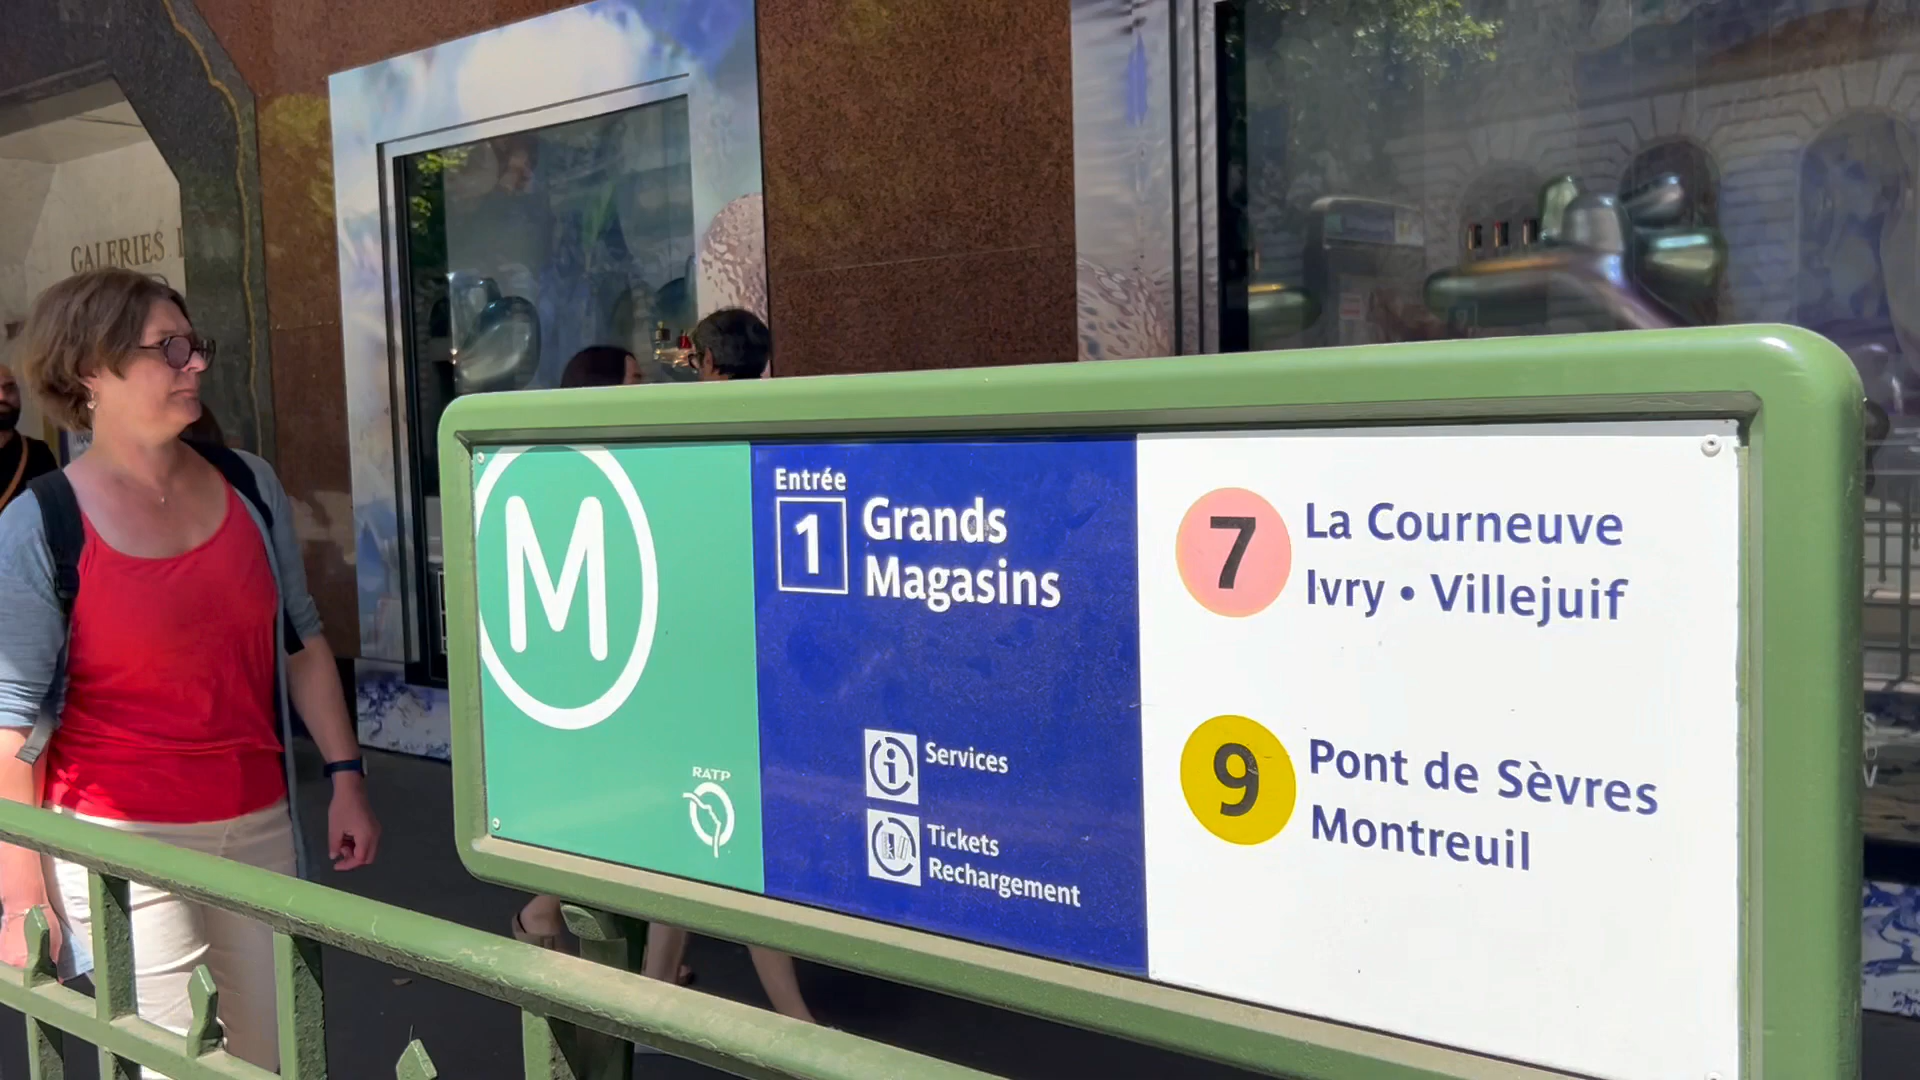 GALERIES
M
RATP
Entrée
1
Grands
Magasins
Services
Tickets
Rechargement
7
La Courneuve
Ivry • Villejuif
9
Pont de Sèvres
Montreuil